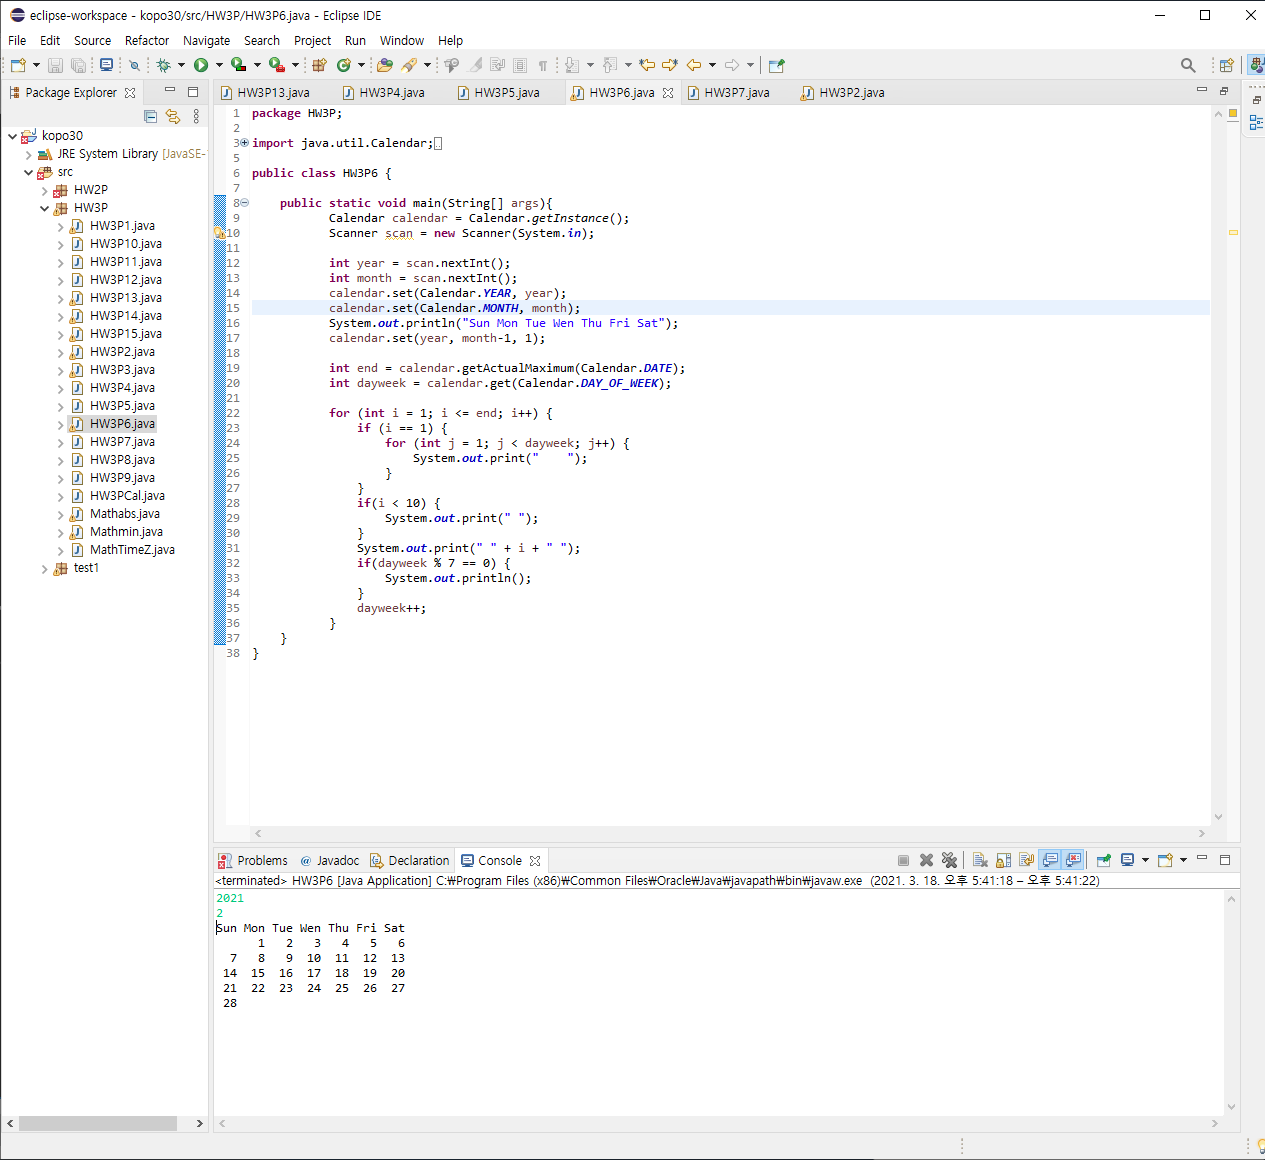 eclipse-workspace - kopo30/src/HW3P/HW3P6.java - Eclipse IDE
File Edit Source Refactor Navigate Search Project Run Window Help
Package Explorer
kopo30
JRE System Library [JavaSE-
src
HW2P
HW3P
HW3P1.java
HW3P10.java
HW3P11.java
HW3P12.java
HW3P13.java
HW3P14.java
HW3P15.java
HW3P2.java
HW3P3.java
HW3P4.java
HW3P5.java
HW3P6.java
HW3P7.java
HW3P8.java
HW3P9.java
HW3PCal.java
Mathabs.java
Mathmin.java
MathTimeZ.java
test1
HW3P13.java HW3P4.java HW3P5.java HW3P6.java HW3P7.java HW3P2.java
1 package HW3P;
2
3 import java.util.Calendar;
5
6 public class HW3P6 {
7
8     public static void main(String[] args){
9            Calendar calendar = Calendar.getInstance();
10            Scanner scan = new Scanner(System.in);
11
12            int year = scan.nextInt();
13            int month = scan.nextInt();
14            calendar.set(Calendar.YEAR, year);
15            calendar.set(Calendar.MONTH, month);
16            System.out.println("Sun Mon Tue Wen Thu Fri Sat");
17            calendar.set(year, month-1, 1);
18
19            int end = calendar.getActualMaximum(Calendar.DATE);
20            int dayweek = calendar.get(Calendar.DAY_OF_WEEK);
21
22            for (int i = 1; i <= end; i++) {
23                if (i == 1) {
24                    for (int j = 1; j < dayweek; j++) {
25                        System.out.print("    ");
26                    }
27                }
28                if(i < 10) {
29                    System.out.print(" ");
30                }
31                System.out.print(" " + i + " ");
32                if(dayweek % 7 == 0) {
33                    System.out.println();
34                }
35                dayweek++;
36            }
37     }
38 }
Problems @ Javadoc Declaration Console
<terminated> HW3P6 [Java Application] C:₩Program Files (x86)₩Common Files₩Oracle₩Java₩javapath₩bin₩javaw.exe (2021. 3. 18. 오후 5:41:18 – 오후 5:41:22)
2021
2
Sun Mon Tue Wen Thu Fri Sat
1 2 3 4 5 6
7 8 9 10 11 12 13
14 15 16 17 18 19 20
21 22 23 24 25 26 27
28